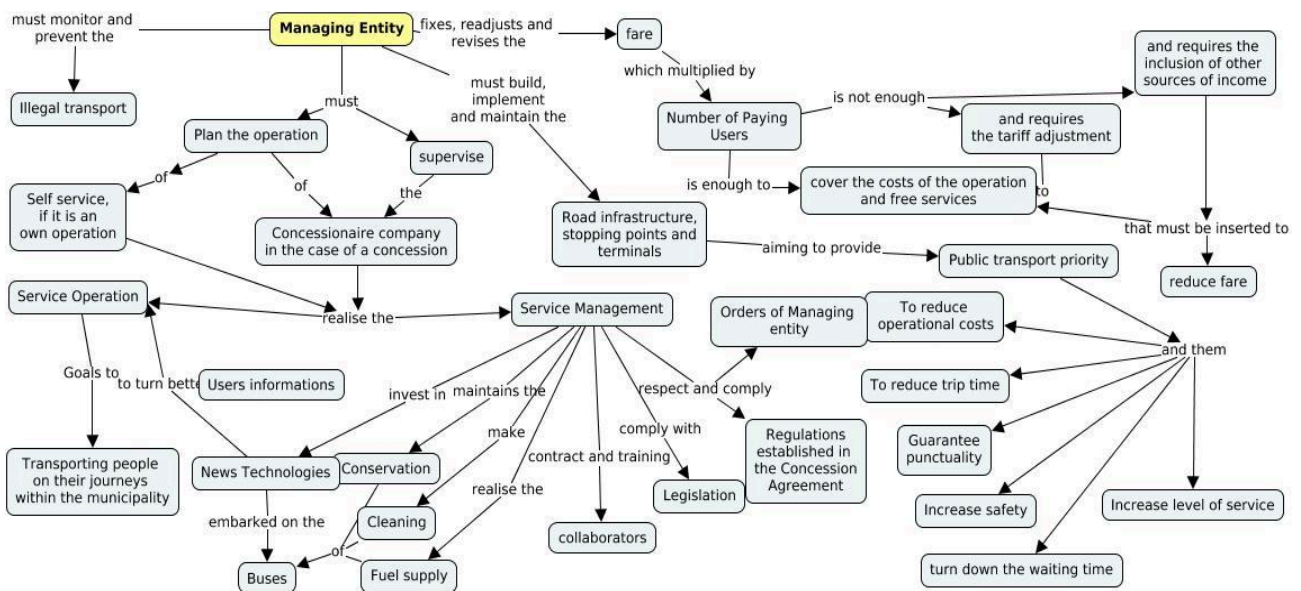 must monitor and
prevent the
Managing Entity
fixes, readjusts and
revises the
fare
and requires the
inclusion of other
sources of income
which multiplied by
Illegal transport
must
must build,
implement
and maintain the
is not enough
Number of Paying
Users
and requires
the tariff adjustment
Plan the operation
supervise
of
of
the
is enough to
cover the costs of the operation
and free services
to
Self service,
if it is an
own operation
Concessionaire company
in the case of a concession
Road infrastructure,
stopping points and
terminals
aiming to provide
Public transport priority
that must be inserted to
reduce fare
Service Operation
realise the
Service Management
Orders of Managing
entity
To reduce
operational costs
and them
Goals to
to turn bette
Users informations
invest in
maintains the
respect and comply
To reduce trip time
make
comply with
Regulations
established in
the Concession
Agreement
Guarantee
punctuality
Transporting people
on their journeys
within the municipality
News Technologies
Conservation
contract and training
realise the
Legislation
Increase safety
Increase level of service
embarked on the
Cleaning
collaborators
of
Buses
Fuel supply
turn down the waiting time